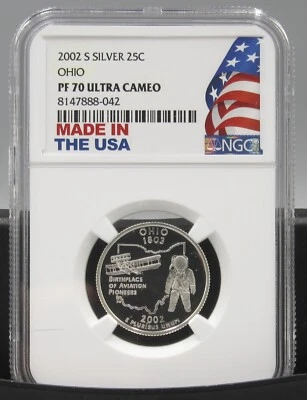 2002 S SILVER 25C
OHIO
PF 70 ULTRA CAMEO
8147888-042
MADE IN
THE USA
NGC
OHIO
1803
BIRTHPLACE
OF AVIATION
PIONEERS
2002
E PLURIBUS UNUM